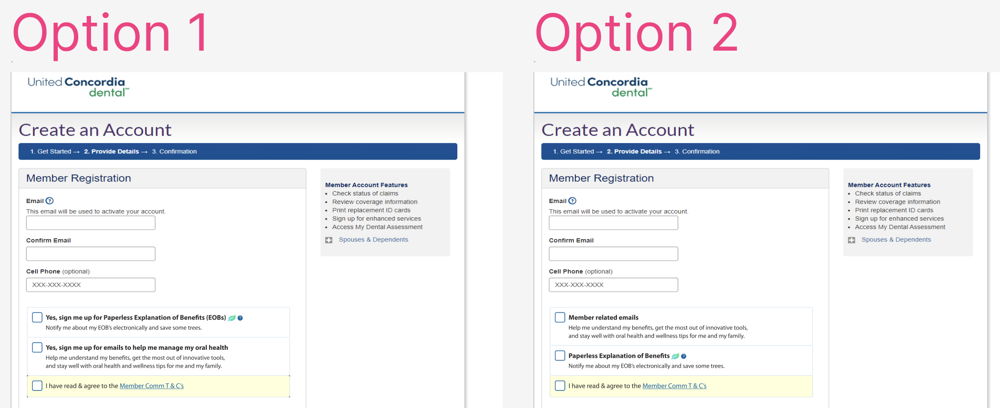 Option 1
United Concordia
dental℠
Create an Account
1. Get Started → 2. Provide Details → 3. Confirmation
Member Registration
Email ?
This email will be used to activate your account.
Confirm Email
Cell Phone (optional)
XXX-XXX-XXXX
Yes, sign me up for Paperless Explanation of Benefits (EOBs) ?
Notify me about my EOB's electronically and save some trees.
Yes, sign me up for emails to help me manage my oral health
Help me understand my benefits, get the most out of innovative tools,
and stay well with oral health and wellness tips for me and my family.
I have read & agree to the Member Comm T & C's
Member Account Features
• Check status of claims
• Review coverage information
• Print replacement ID cards
• Sign up for enhanced services
• Access My Dental Assessment
Spouses & Dependents
Option 2
United Concordia
dental℠
Create an Account
1. Get Started → 2. Provide Details → 3. Confirmation
Member Registration
Email ?
This email will be used to activate your account.
Confirm Email
Cell Phone (optional)
XXX-XXX-XXXX
Member related emails
Help me understand my benefits, get the most out of innovative tools,
and stay well with oral health and wellness tips for me and my family.
Paperless Explanation of Benefits ?
Notify me about my EOB's electronically and save some trees.
I have read & agree to the Member Comm T & C's
Member Account Features
• Check status of claims
• Review coverage information
• Print replacement ID cards
• Sign up for enhanced services
• Access My Dental Assessment
Spouses & Dependents